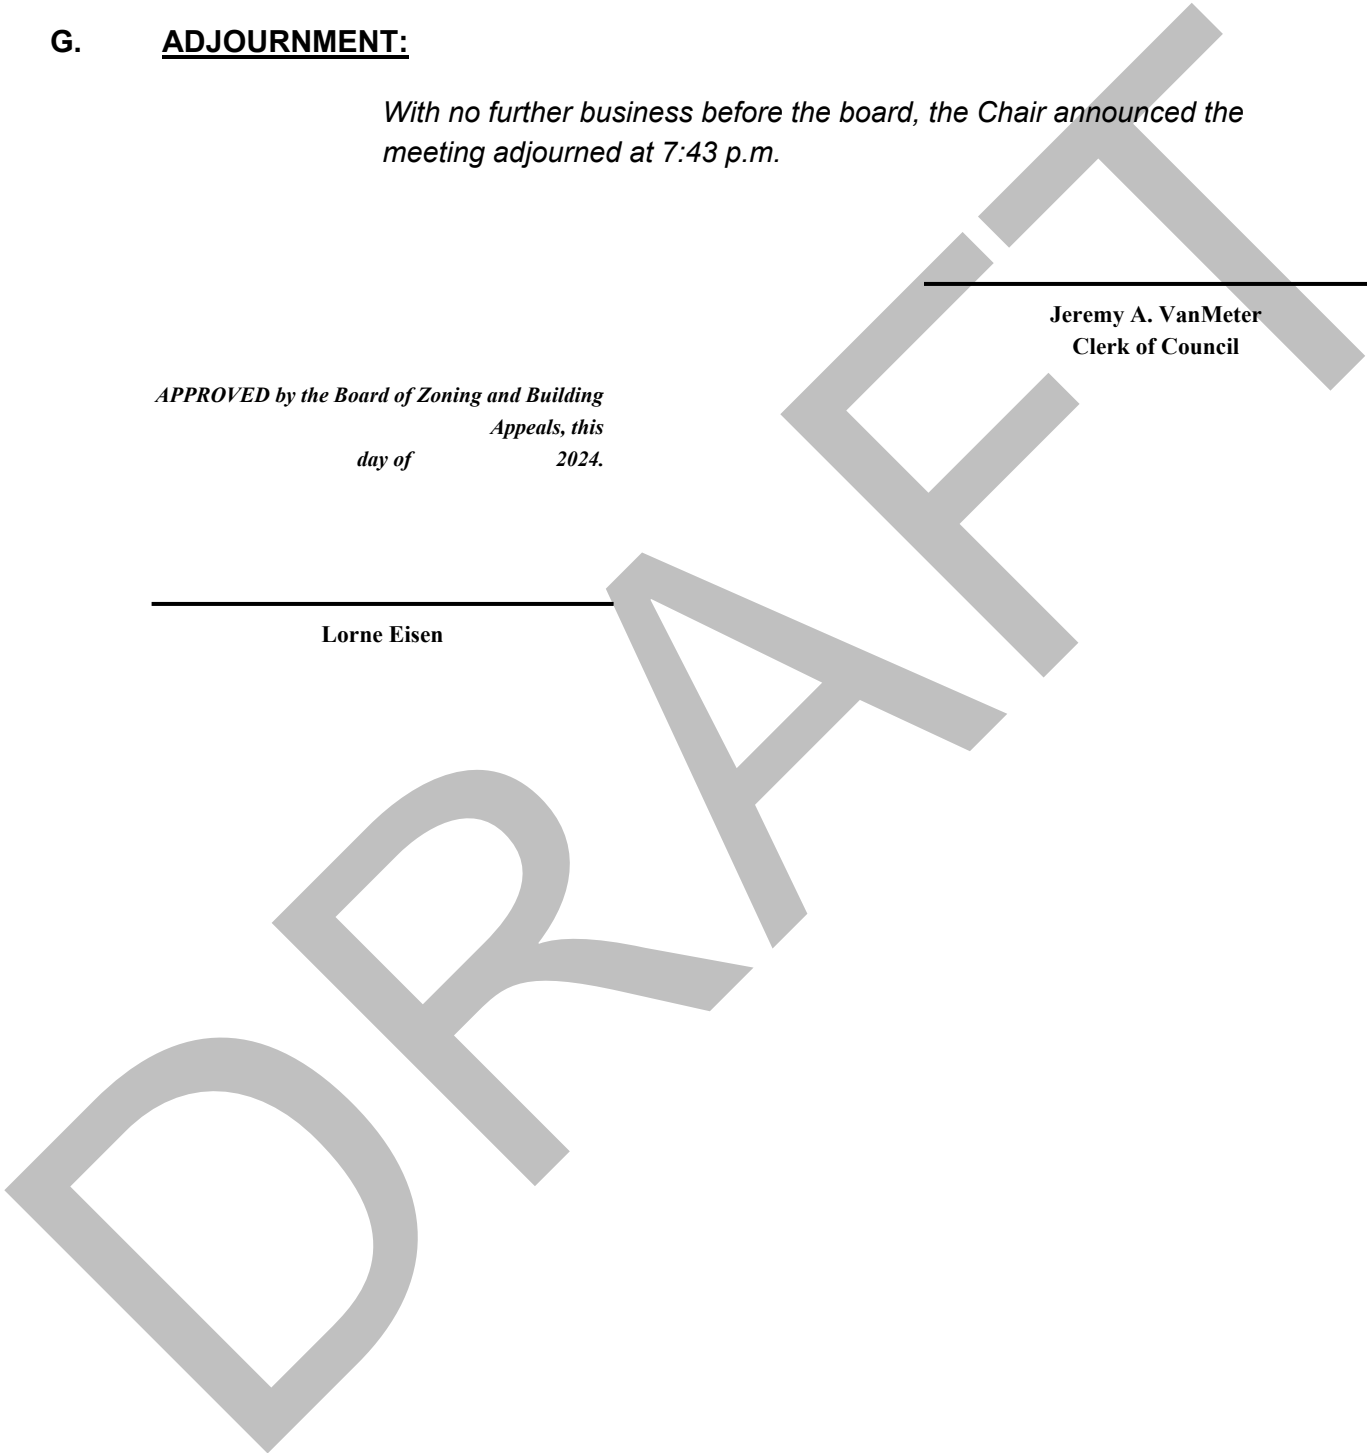 G. ADJOURNMENT:
With no further business before the board, the Chair announced the
meeting adjourned at 7:43 p.m.
Jeremy A. VanMeter
Clerk of Council
APPROVED by the Board of Zoning and Building
Appeals, this
day of 2024.
Lorne Eisen
DRAFT